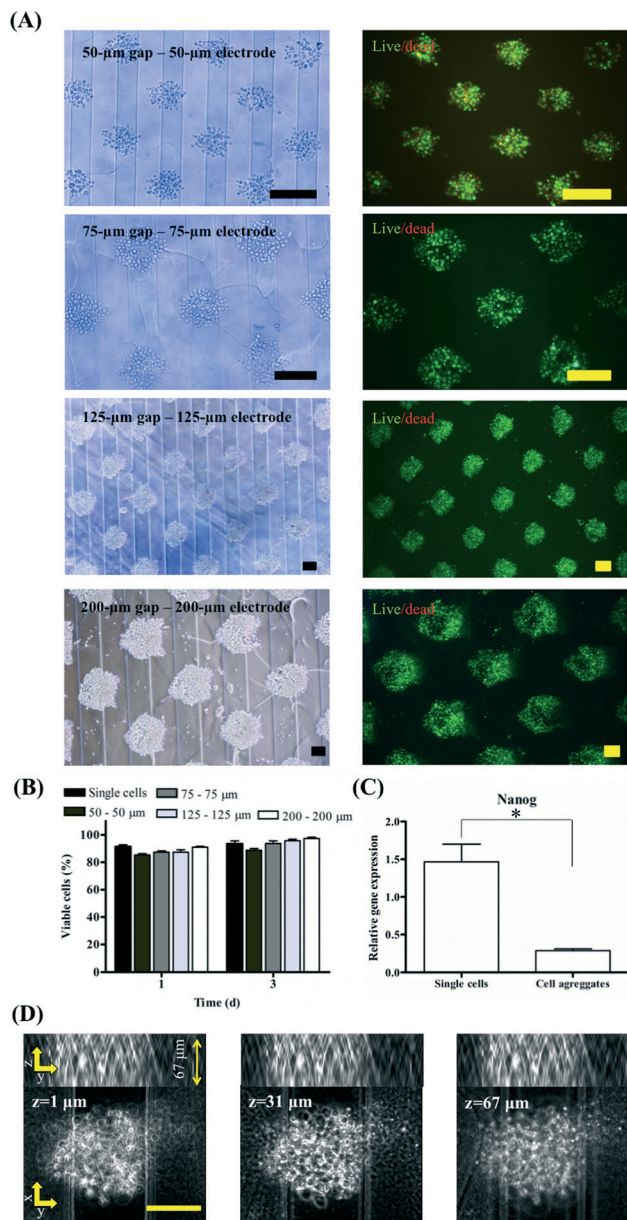 (A)
50-µm gap – 50-µm electrode
Live/dead
75-µm gap – 75-µm electrode
Live/dead
125-µm gap – 125-µm electrode
Live/dead
200-µm gap – 200-µm electrode
Live/dead
(B)
Single cells
75 - 75 µm
50 - 50 µm
125 - 125 µm
200 - 200 µm
100
80
60
40
20
0
Viable cells (%)
1
3
Time (d)
(C)
Nanog
*
2.0
1.5
1.0
0.5
0.0
Relative gene expression
Single cells
Cell agreggates
(D)
z
y
67 µm
z=1 µm
x
y
z=31 µm
z=67 µm